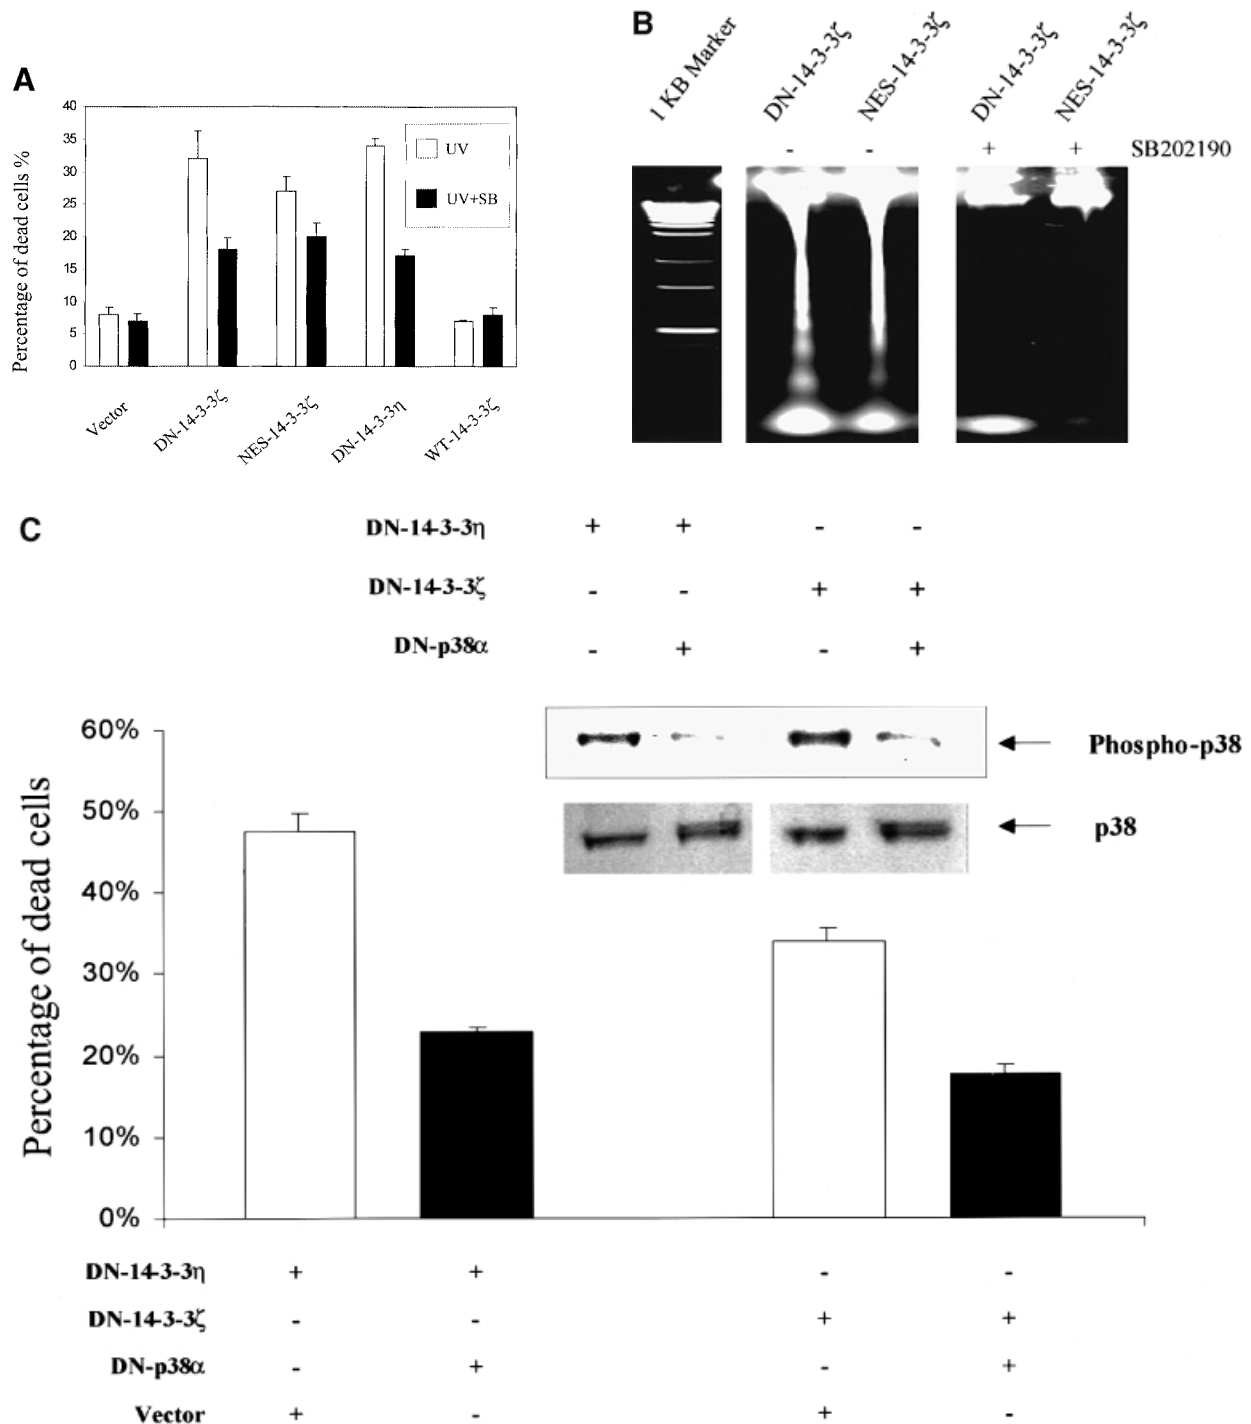 A
40
35
30
25
20
15
10
5
0
Percentage of dead cells %
UV
UV+SB
Vector
DN-14-3-3ζ
NES-14-3-3ζ
DN-14-3-3η
WT-14-3-3ζ
B
1 KB Marker
DN-14-3-3ζ
NES-14-3-3ζ
DN-14-3-3ζ
NES-14-3-3ζ
- - + + SB202190
C
DN-14-3-3η + + - -
DN-14-3-3ζ - - + +
DN-p38α - + - +
Phospho-p38
p38
60%
50%
40%
30%
20%
10%
0%
Percentage of dead cells
DN-14-3-3η + + - -
DN-14-3-3ζ - - + +
DN-p38α - + - +
Vector + - + -